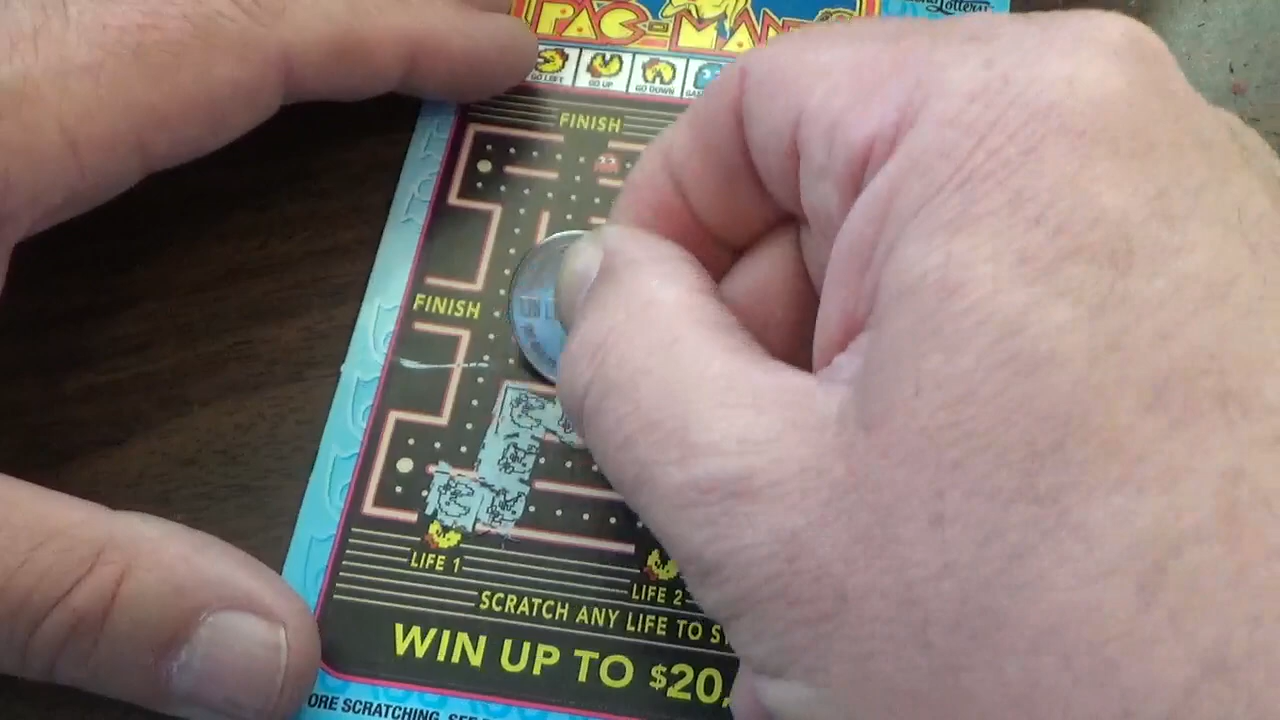 PAC-MAN
Lottery
GO LEFT GO UP GO DOWN
FINISH
FINISH
LIFE 1
LIFE 2
SCRATCH ANY LIFE TO
WIN UP TO $20,
ORE SCRATCHING,